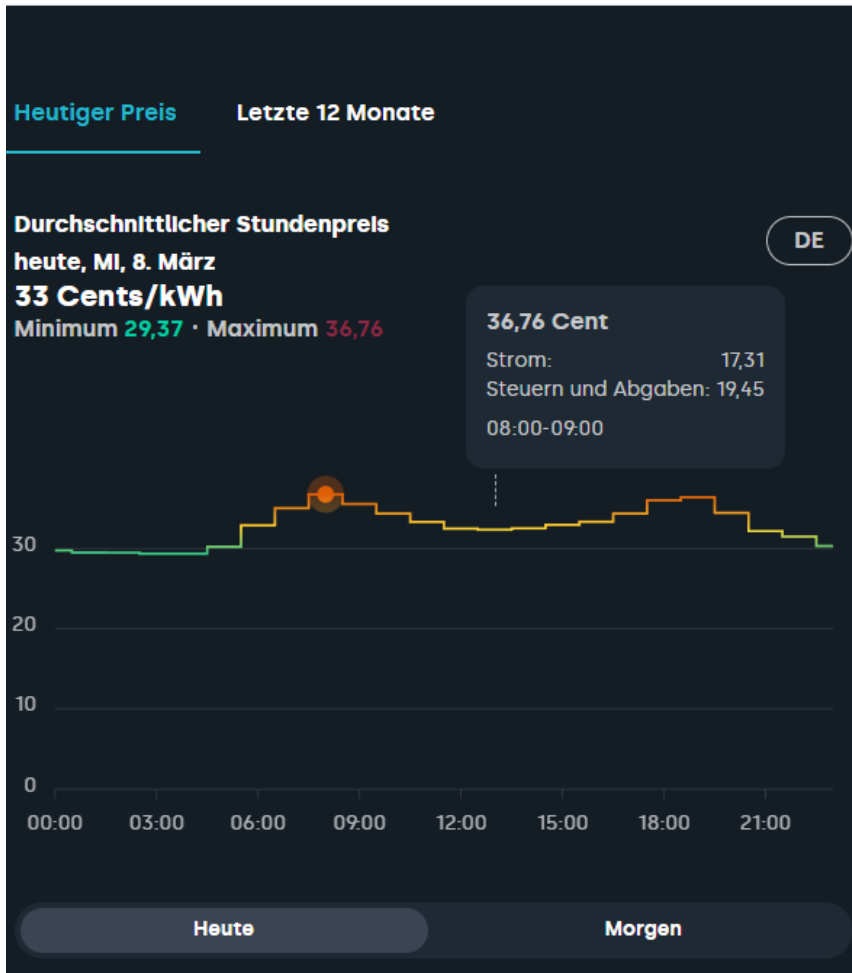 Heutiger Preis Letzte 12 Monate
Durchschnittlicher Stundenpreis
heute, Mi, 8. März
DE
33 Cents/kWh
Minimum 29,37 · Maximum 36,76
36,76 Cent
Strom: 17,31
Steuern und Abgaben: 19,45
08:00-09:00
30
20
10
0
00:00 03:00 06:00 09:00 12:00 15:00 18:00 21:00
Heute Morgen